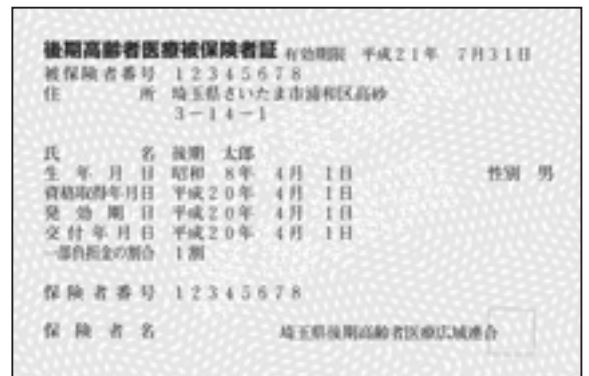 後期高齢者医療被保険者証 有効期限 平成21年 7月31日
被保険者番号 12345678
住所 埼玉県さいたま市浦和区高砂
3-14-1
氏名 後期 太郎
生年月日 昭和 8年 4月 1日 性別 男
資格取得年月日 平成20年 4月 1日
発効期日 平成20年 4月 1日
交付年月日 平成20年 4月 1日
一部負担金の割合 1割
保険者番号 12345678
保険者名 埼玉県後期高齢者医療広域連合